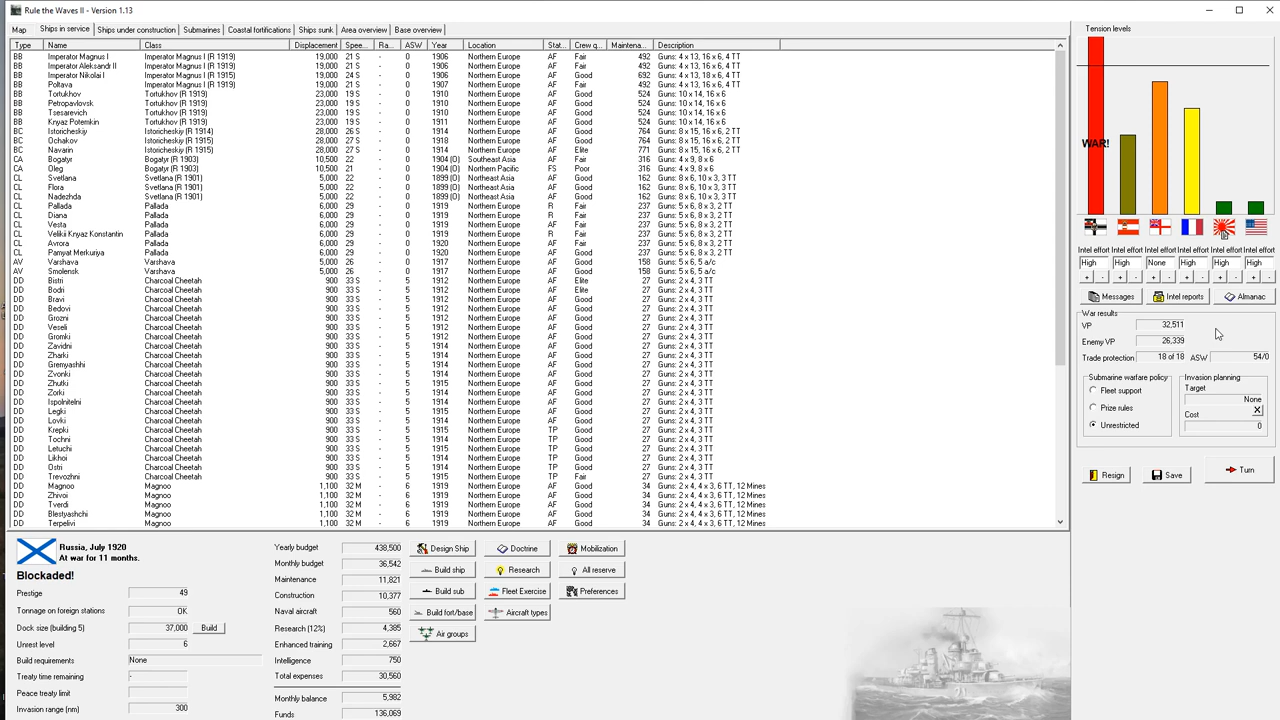 Rule the Waves II - Version 1.13
Map Ships in service Ships under construction Submarines Coastal fortifications Ships sunk Area overview Base overview
Type Name Class Displacement Spee... Ra... ASW Year Location Stat... Crew q... Maintena... Description
BB Imperator Magnus I Imperator Magnus I (R 1919) 19,000 21 S - 0 1906 Northern Europe AF Fair 492 Guns: 4 x 13, 16 x 6, 4 TT
BB Imperator Aleksandr II Imperator Magnus I (R 1919) 19,000 21 S - 0 1906 Northern Europe AF Fair 492 Guns: 4 x 13, 16 x 6, 4 TT
BB Imperator Nikolai I Imperator Magnus I (R 1915) 19,000 24 S - 0 1906 Northern Europe AF Good 692 Guns: 4 x 13, 16 x 6, 4 TT
BB Poltava Imperator Magnus I (R 1919) 19,000 21 S - 0 1907 Northern Europe AF Good 492 Guns: 4 x 13, 16 x 6, 4 TT
BB Tortukhov Tortukhov (R 1919) 23,000 19 S - 0 1910 Northern Europe AF Good 524 Guns: 10 x 14, 16 x 6
BB Petropavlovsk Tortukhov (R 1919) 23,000 19 S - 0 1910 Northern Europe AF Good 524 Guns: 10 x 14, 16 x 6
BB Tsesarevich Tortukhov (R 1919) 23,000 19 S - 0 1910 Northern Europe AF Good 524 Guns: 10 x 14, 16 x 6
BB Knyaz Potemkin Tortukhov (R 1919) 23,000 19 S - 0 1911 Northern Europe AF Good 524 Guns: 10 x 14, 16 x 6
BC Istoricheskiy Istoricheskiy (R 1914) 28,000 26 S - 0 1914 Northern Europe AF Good 764 Guns: 8 x 15, 16 x 6, 2 TT
BC Ochakov Istoricheskiy (R 1918) 28,000 27 S - 0 1914 Northern Europe AF Good 768 Guns: 8 x 15, 16 x 6, 2 TT
BC Navarin Istoricheskiy (R 1915) 28,000 27 S - 0 1914 Northern Europe AF Elite 771 Guns: 8 x 15, 16 x 6, 2 TT
CA Bogatyr Bogatyr (R 1903) 10,500 22 - 0 1904 (O) Southeast Asia AF Fair 316 Guns: 4 x 9, 8 x 6
CA Oleg Bogatyr (R 1903) 10,500 21 - 0 1904 (O) Northern Pacific FS Poor 316 Guns: 4 x 9, 8 x 6
CL Svetlana Svetlana (R 1901) 5,000 22 - 0 1899 (O) Northeast Asia AF Good 162 Guns: 8 x 6, 10 x 3, 3 TT
CL Flora Svetlana (R 1901) 5,000 22 - 0 1899 (O) Northeast Asia AF Good 162 Guns: 8 x 6, 10 x 3, 3 TT
CL Nadezhda Svetlana (R 1901) 5,000 22 - 0 1899 (O) Northeast Asia AF Good 162 Guns: 8 x 6, 10 x 3, 3 TT
CL Pallada Pallada 6,000 29 - 0 1919 Northern Europe R Fair 237 Guns: 5 x 6, 8 x 3, 2 TT
CL Diana Pallada 6,000 29 - 0 1919 Northern Europe AF Good 237 Guns: 5 x 6, 8 x 3, 2 TT
CL Vesta Pallada 6,000 29 - 0 1919 Northern Europe AF Fair 237 Guns: 5 x 6, 8 x 3, 2 TT
CL Velikii Knyaz Konstantin Pallada 6,000 29 - 0 1919 Northern Europe R Fair 237 Guns: 5 x 6, 8 x 3, 2 TT
CL Avrora Pallada 6,000 29 - 0 1919 Northern Europe AF Fair 237 Guns: 5 x 6, 8 x 3, 2 TT
CL Pamyat Merkuriya Pallada 6,000 29 - 0 1920 Northern Europe AF Good 237 Guns: 5 x 6, 8 x 3, 2 TT
AV Varshava Varshava 5,000 26 - 0 1917 Northern Europe AF Good 158 Guns: 5 x 6, 5 a/c
AV Smolensk Varshava 5,000 26 - 0 1917 Northern Europe AF Good 158 Guns: 5 x 6, 5 a/c
DD Bistri Charcoal Cheetah 900 33 S - 5 1912 Northern Europe AF Elite 27 Guns: 2 x 4, 3 TT
DD Bodri Charcoal Cheetah 900 33 S - 5 1912 Northern Europe AF Elite 27 Guns: 2 x 4, 3 TT
DD Bravi Charcoal Cheetah 900 33 S - 5 1912 Northern Europe AF Good 27 Guns: 2 x 4, 3 TT
DD Bedovi Charcoal Cheetah 900 33 S - 5 1912 Northern Europe AF Good 27 Guns: 2 x 4, 3 TT
DD Grozni Charcoal Cheetah 900 33 S - 5 1912 Northern Europe AF Good 27 Guns: 2 x 4, 3 TT
DD Veseli Charcoal Cheetah 900 33 S - 5 1912 Northern Europe AF Good 27 Guns: 2 x 4, 3 TT
DD Gromki Charcoal Cheetah 900 33 S - 5 1912 Northern Europe AF Good 27 Guns: 2 x 4, 3 TT
DD Zavidni Charcoal Cheetah 900 33 S - 5 1914 Northern Europe AF Good 27 Guns: 2 x 4, 3 TT
DD Zharki Charcoal Cheetah 900 33 S - 5 1914 Northern Europe AF Good 27 Guns: 2 x 4, 3 TT
DD Gremyashhi Charcoal Cheetah 900 33 S - 5 1914 Northern Europe AF Good 27 Guns: 2 x 4, 3 TT
DD Zvonki Charcoal Cheetah 900 33 S - 5 1914 Northern Europe AF Good 27 Guns: 2 x 4, 3 TT
DD Zhutki Charcoal Cheetah 900 33 S - 5 1914 Northern Europe AF Good 27 Guns: 2 x 4, 3 TT
DD Zorki Charcoal Cheetah 900 33 S - 5 1914 Northern Europe AF Good 27 Guns: 2 x 4, 3 TT
DD Ispolnitelni Charcoal Cheetah 900 33 S - 5 1914 Northern Europe AF Good 27 Guns: 2 x 4, 3 TT
DD Legki Charcoal Cheetah 900 33 S - 5 1914 Northern Europe AF Good 27 Guns: 2 x 4, 3 TT
DD Lovki Charcoal Cheetah 900 33 S - 5 1914 Northern Europe AF Good 27 Guns: 2 x 4, 3 TT
DD Krepki Charcoal Cheetah 900 33 S - 5 1915 Northern Europe TP Good 27 Guns: 2 x 4, 3 TT
DD Tochni Charcoal Cheetah 900 33 S - 5 1914 Northern Europe TP Good 27 Guns: 2 x 4, 3 TT
DD Letuchi Charcoal Cheetah 900 33 S - 5 1915 Northern Europe TP Good 27 Guns: 2 x 4, 3 TT
DD Likhoi Charcoal Cheetah 900 33 S - 5 1914 Northern Europe TP Good 27 Guns: 2 x 4, 3 TT
DD Ostri Charcoal Cheetah 900 33 S - 5 1915 Northern Europe TP Good 27 Guns: 2 x 4, 3 TT
DD Trevozhni Charcoal Cheetah 900 33 S - 5 1915 Northern Europe TP Fair 27 Guns: 2 x 4, 3 TT
DD Magnoo Magnoo 1,100 32 M - 6 1919 Northern Europe AF Good 34 Guns: 2 x 4, 4 x 3, 6 TT, 12 Mines
DD Zhivoi Magnoo 1,100 32 M - 6 1919 Northern Europe AF Good 34 Guns: 2 x 4, 4 x 3, 6 TT, 12 Mines
DD Tverdi Magnoo 1,100 32 M - 6 1919 Northern Europe AF Good 34 Guns: 2 x 4, 4 x 3, 6 TT, 12 Mines
DD Blestyashchi Magnoo 1,100 32 M - 6 1919 Northern Europe AF Good 34 Guns: 2 x 4, 4 x 3, 6 TT, 12 Mines
DD Terpelivi Magnoo 1,100 32 M - 6 1919 Northern Europe AF Good 34 Guns: 2 x 4, 4 x 3, 6 TT, 12 Mines
Tension levels
WAR!
Intel effort Intel effort Intel effort Intel effort Intel effort Intel effort
High High None High High High
+ - + - + - + - + - + -
Messages Intel reports Almanac
War results
VP 32,511
Enemy VP 26,339
Trade protection 18 of 18 ASW 54/0
Submarine warfare policy
Fleet support
Prize rules
Unrestricted
Invasion planning
Target
None
Cost X
0
Resign Save Turn
Russia, July 1920
At war for 11 months.
Blockaded!
Prestige 49
Tonnage on foreign stations OK
Dock size (building 5) 37,000 Build
Unrest level 6
Build requirements None
Treaty time remaining -
Peace treaty limit
Invasion range (nm) 300
Yearly budget 438,500
Monthly budget 36,542
Maintenance 11,821
Construction 10,377
Naval aircraft 560
Research (12%) 4,385
Enhanced training 2,667
Intelligence 750
Total expenses 30,560
Monthly balance 5,982
Funds 136,069
Design Ship Doctrine Mobilization
Build ship Research All reserve
Build sub Fleet Exercise Preferences
Build fort/base Aircraft types
Air groups